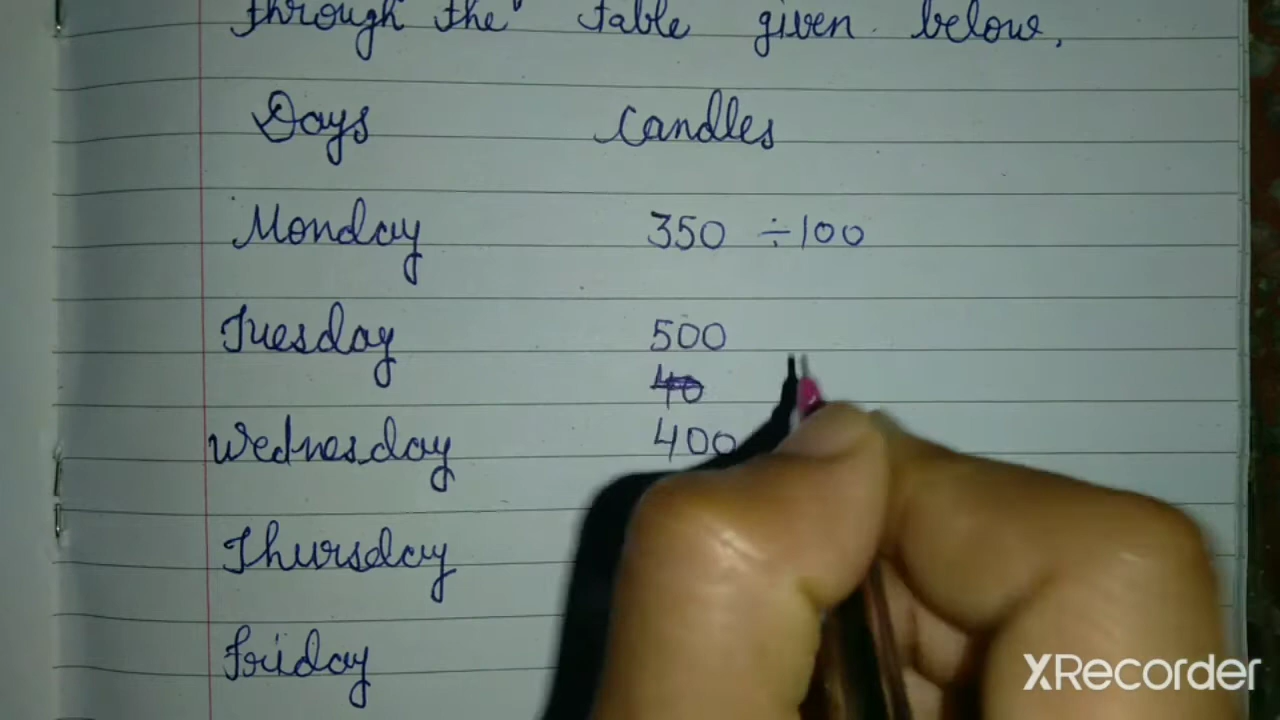 through the table given below.
Days Candles
Monday 350 ÷100
Tuesday 500
40
Wednesday 400
Thursday
Friday
XRecorder